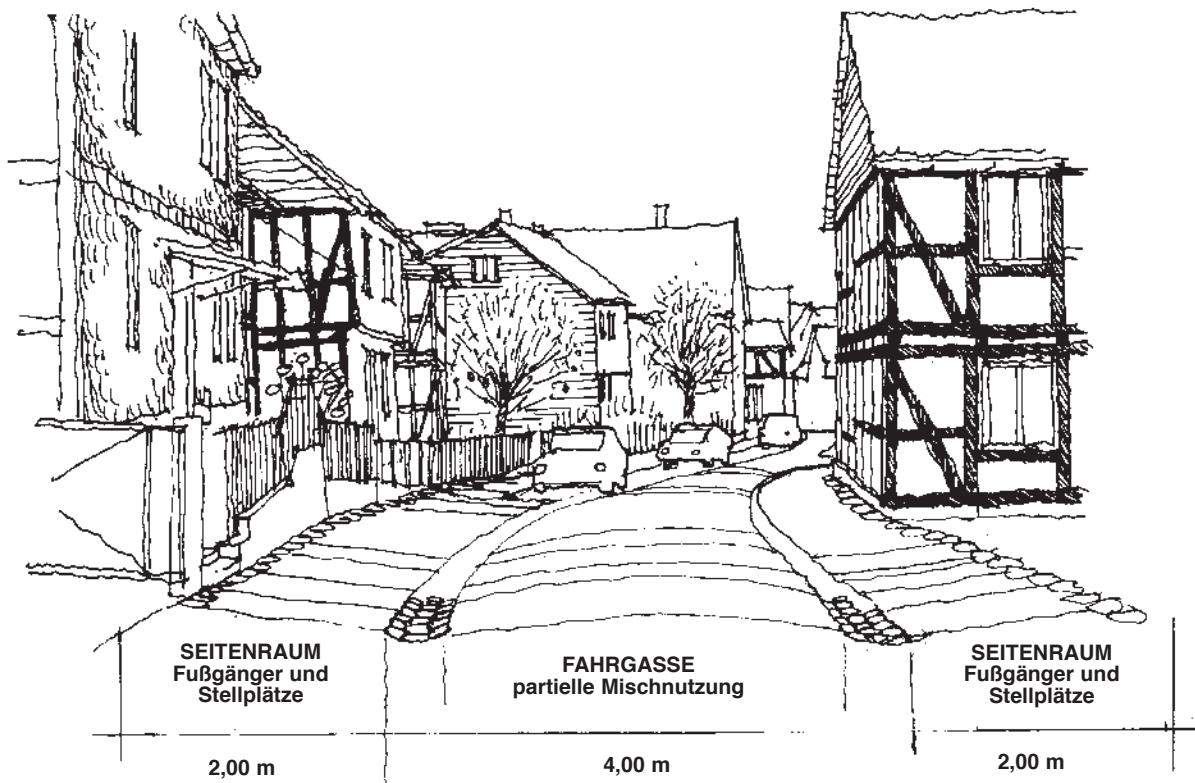 SEITENRAUM
Fußgänger und
Stellplätze
FAHRGASSE
partielle Mischnutzung
SEITENRAUM
Fußgänger und
Stellplätze
2,00 m
4,00 m
2,00 m